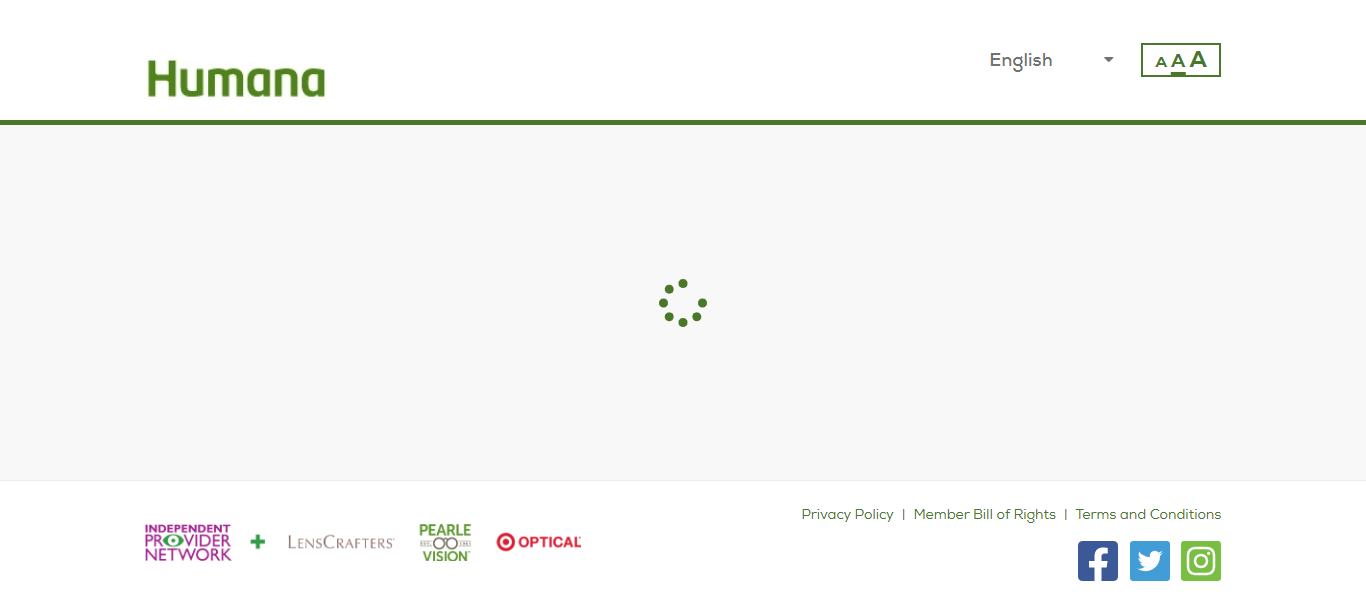 Humana
English
A A A
INDEPENDENT
PROVIDER
NETWORK
LENSCRAFTERS
PEARLE
VISION
OPTICAL
Privacy Policy | Member Bill of Rights | Terms and Conditions